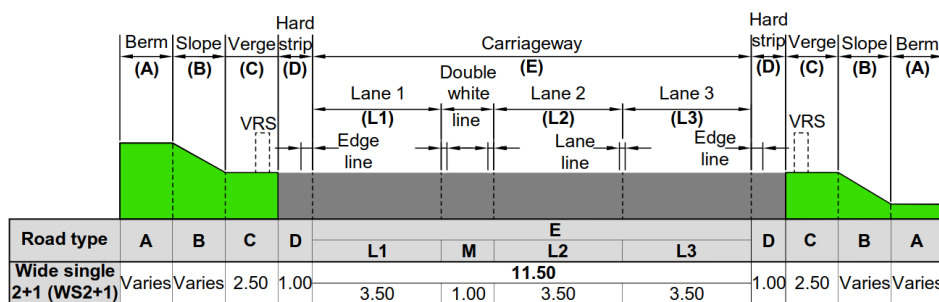 Berm Slope Verge Hard strip Carriageway Hard strip Verge Slope Berm
(A) (B) (C) (D) (E) (D) (C) (B) (A)
Lane 1 Double white line Lane 2 Lane 3
(L1) (L2) (L3)
VRS Edge line Lane line Edge line VRS
Road type A B C D E D C B A
L1 M L2 L3
Wide single 2+1 (WS2+1) Varies Varies 2.50 1.00 11.50 1.00 2.50 Varies Varies
3.50 1.00 3.50 3.50